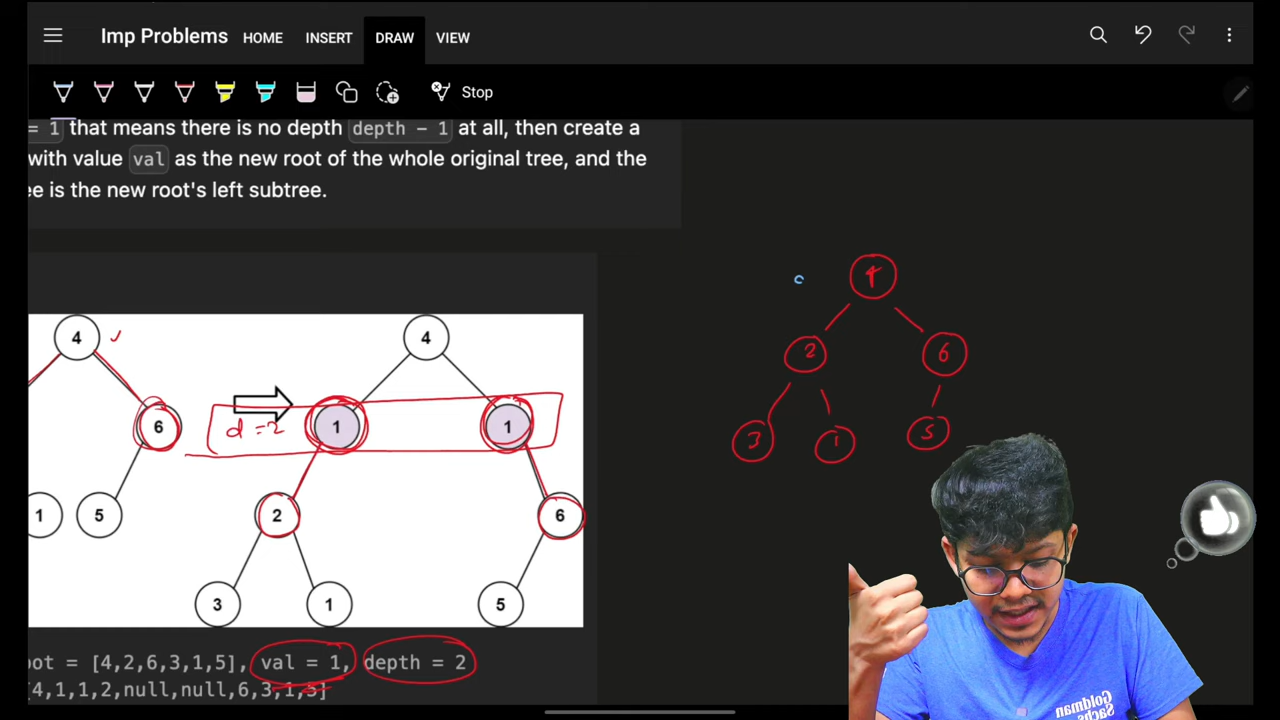 Imp Problems HOME INSERT DRAW VIEW
Stop
= 1 that means there is no depth depth - 1 at all, then create a
with value val as the new root of the whole original tree, and the
ee is the new root's left subtree.
4
4
6
d = 2
1
1
1
5
2
6
3
1
5
oot = [4,2,6,3,1,5], val = 1, depth = 2
[4,1,1,2,null,null,6,3,1,5]
4
2
6
3
1
5
Goldman
Sachs